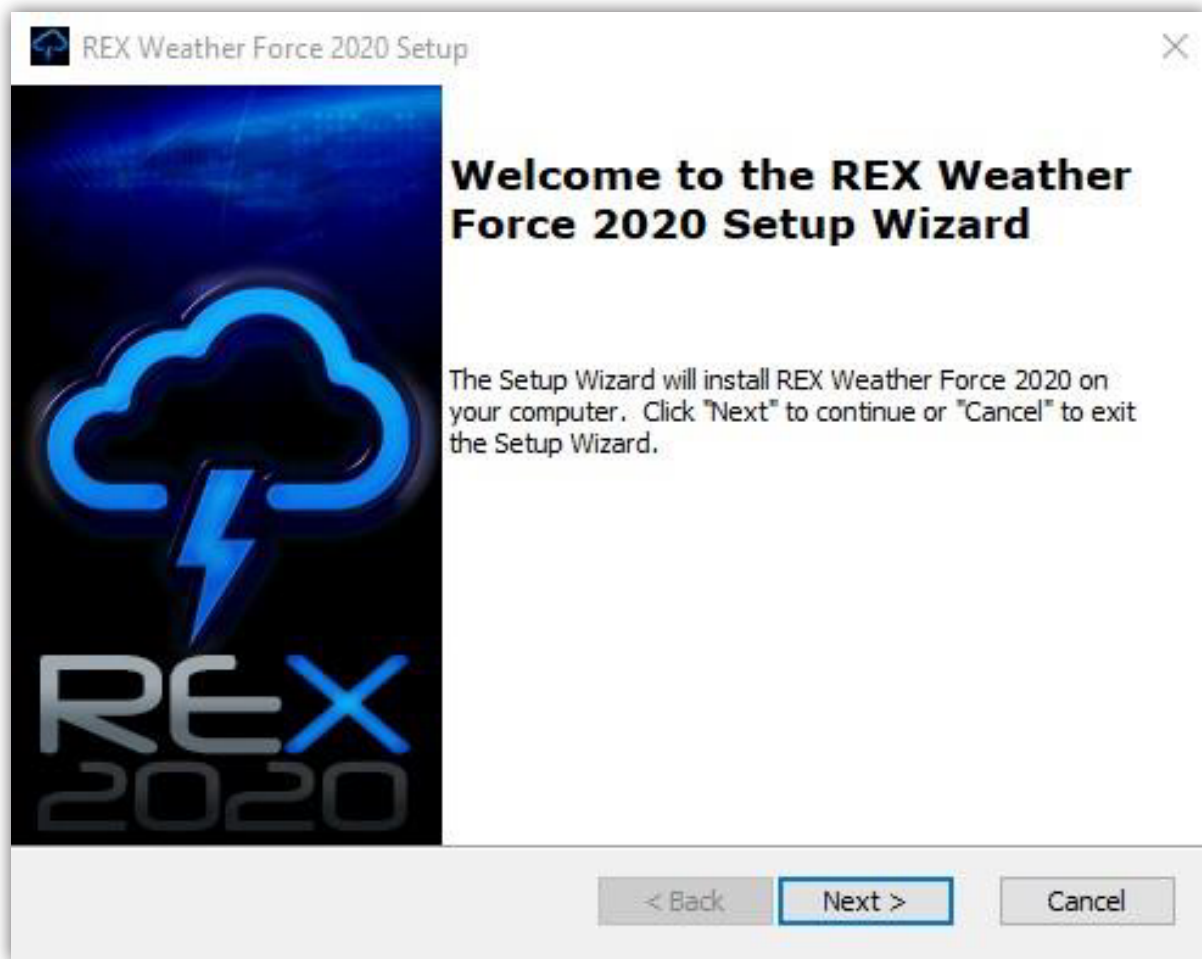 REX Weather Force 2020 Setup
Welcome to the REX Weather
Force 2020 Setup Wizard
The Setup Wizard will install REX Weather Force 2020 on
your computer.  Click "Next" to continue or "Cancel" to exit
the Setup Wizard.
REX
2020
< Back Next > Cancel